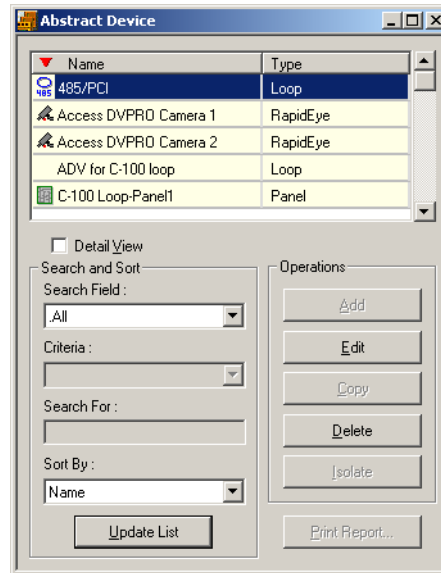 Abstract Device
Name Type
485 485/PCI Loop
Access DVPRO Camera 1 RapidEye
Access DVPRO Camera 2 RapidEye
ADV for C-100 loop Loop
C-100 Loop-Panel1 Panel
Detail View
Search and Sort
Search Field :
.All
Criteria :
Search For :
Sort By :
Name
Update List
Operations
Add
Edit
Copy
Delete
Isolate
Print Report...